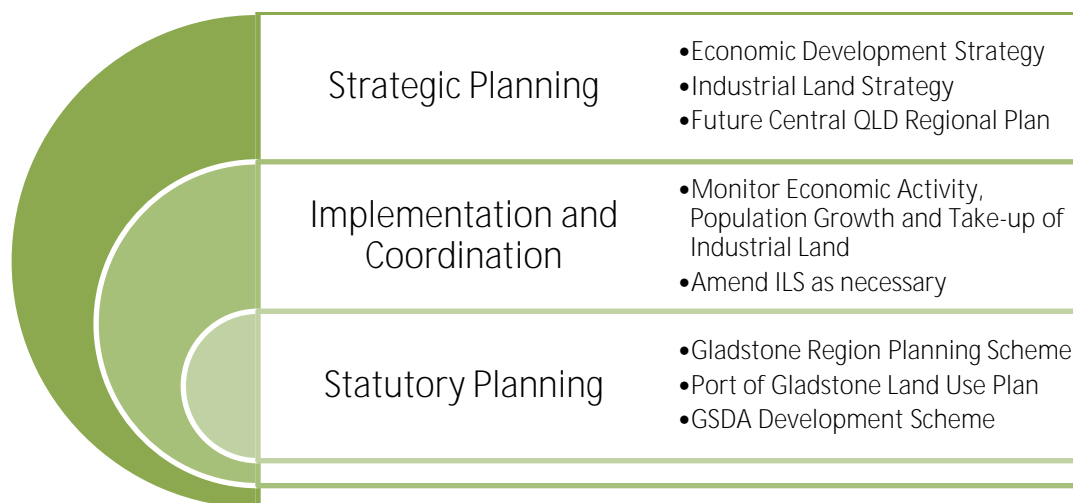 Strategic Planning
•Economic Development Strategy
•Industrial Land Strategy
•Future Central QLD Regional Plan
Implementation and
Coordination
•Monitor Economic Activity,
Population Growth and Take-up of
Industrial Land
•Amend ILS as necessary
Statutory Planning
•Gladstone Region Planning Scheme
•Port of Gladstone Land Use Plan
•GSDA Development Scheme